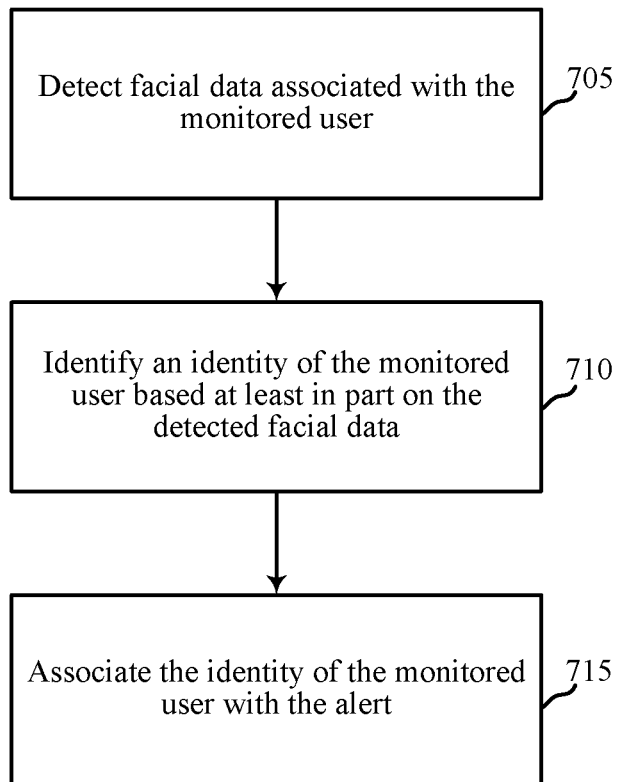 Detect facial data associated with the
monitored user
705
Identify an identity of the monitored
user based at least in part on the
detected facial data
710
Associate the identity of the monitored
user with the alert
715